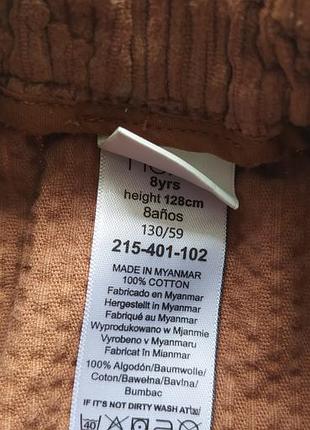 8yrs
height 128cm
8años
130/59
215-401-102
MADE IN MYANMAR
100% COTTON
Fabricado en Myanmar
Hergestellt in Myanmar
Fabriqué au Myanmar
Wyprodukowano w Mjanmie
Vyrobeno v Myanmaru
Fabricat în Myanmar
100% Algodón/Baumwolle/
Coton/Bawełna/Bavlna/
Bumbac
IF IT'S NOT DIRTY WASH AT
40